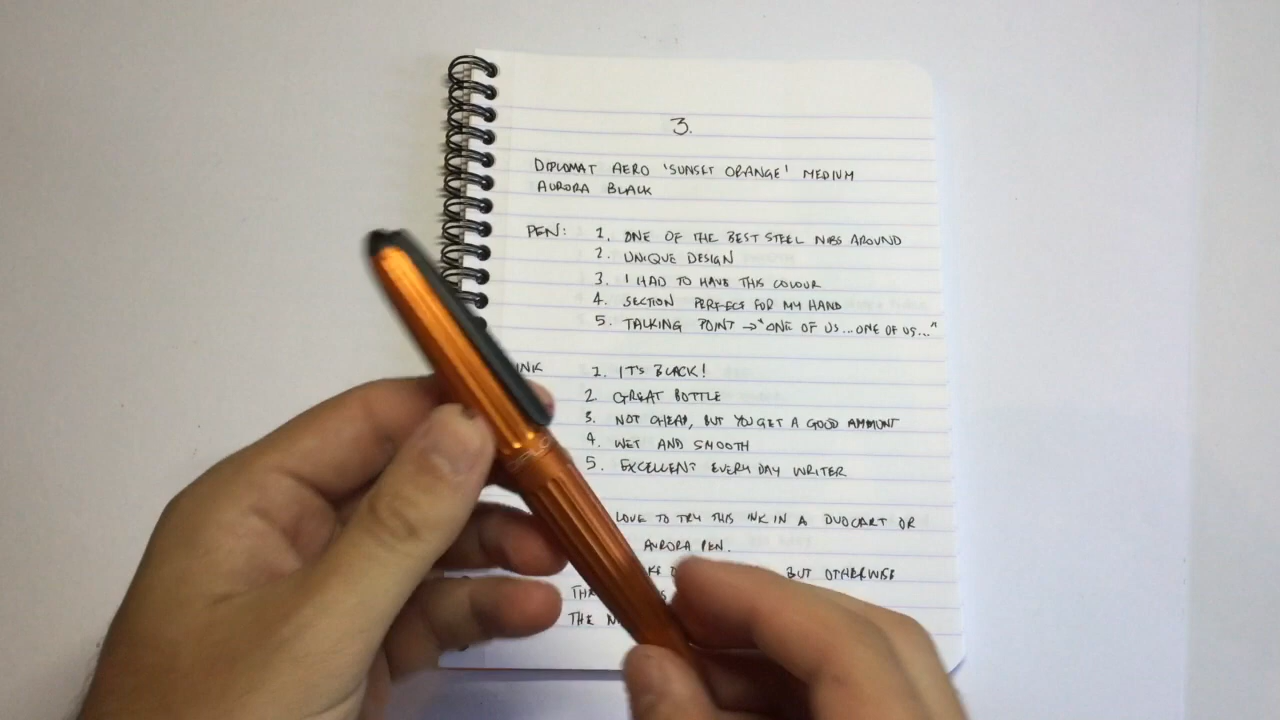 3.
DIPLOMAT AERO 'SUNSET ORANGE' MEDIUM
AURORA BLACK
PEN: 1. ONE OF THE BEST STEEL NIBS AROUND
2. UNIQUE DESIGN
3. I HAD TO HAVE THIS COLOUR
4. SECTION PERFECT FOR MY HAND
5. TALKING POINT → "ONE OF US... ONE OF US..."
INK 1. IT'S BLACK!
2. GREAT BOTTLE
3. NOT CHEAP, BUT YOU GET A GOOD AMMOUNT
4. WET AND SMOOTH
5. EXCELLENT EVERY DAY WRITER
LOVE TO TRY THIS INK IN A DUOCART OR
AURORA PEN.
BUT OTHERWISE
THE